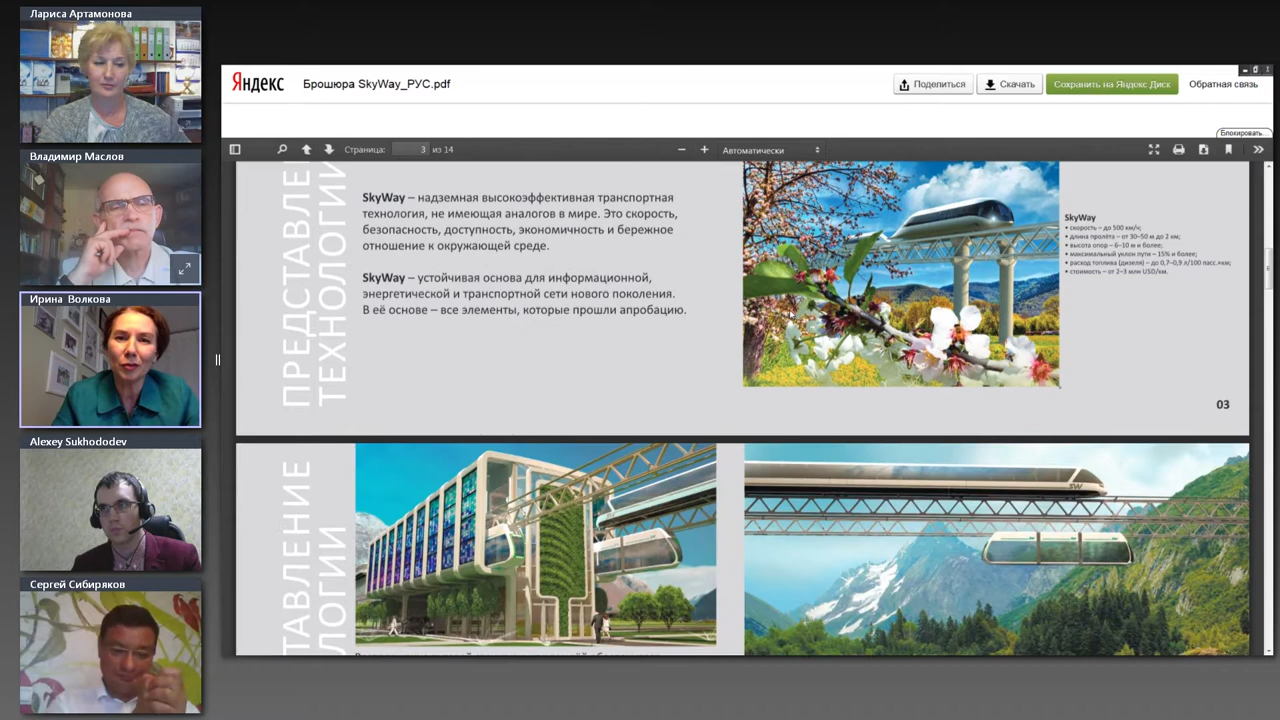 Лариса Артамонова
Владимир Маслов
Ирина Волкова
Alexey Sukhododev
Сергей Сибиряков
Яндекс
Брошюра SkyWay_РУС.pdf
Поделиться
Скачать
Сохранить на Яндекс Диск
Обратная связь
Блокировать...
Страница: 3 из 14
Автоматически
ПРЕДСТАВЛЕ
ТЕХНОЛОГИИ
SkyWay – надземная высокоэффективная транспортная
технология, не имеющая аналогов в мире. Это скорость,
безопасность, доступность, экономичность и бережное
отношение к окружающей среде.
SkyWay – устойчивая основа для информационной,
энергетической и транспортной сети нового поколения.
В её основе – все элементы, которые прошли апробацию.
SkyWay
• скорость – до 500 км/ч;
• длина пролёта – от 30–50 м до 2 км;
• высота опор – 6–10 м и более;
• максимальный уклон пути – 15% и более;
• расход топлива (дизеля) – до 0,7–0,9 л/100 пасс.×км;
• стоимость – от 2–3 млн USD/км.
03
ТАВЛЕНИЕ
ЛОГИИ